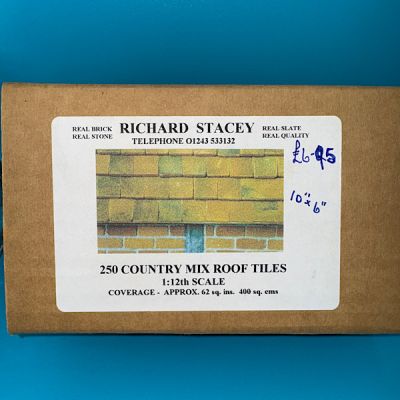 REAL BRICK
REAL STONE
RICHARD STACEY
REAL SLATE
REAL QUALITY
TELEPHONE O1243 533132
£6-95
10" x 6"
250 COUNTRY MIX ROOF TILES
1:12th SCALE
COVERAGE - APPROX. 62 sq. ins. 400 sq. cms